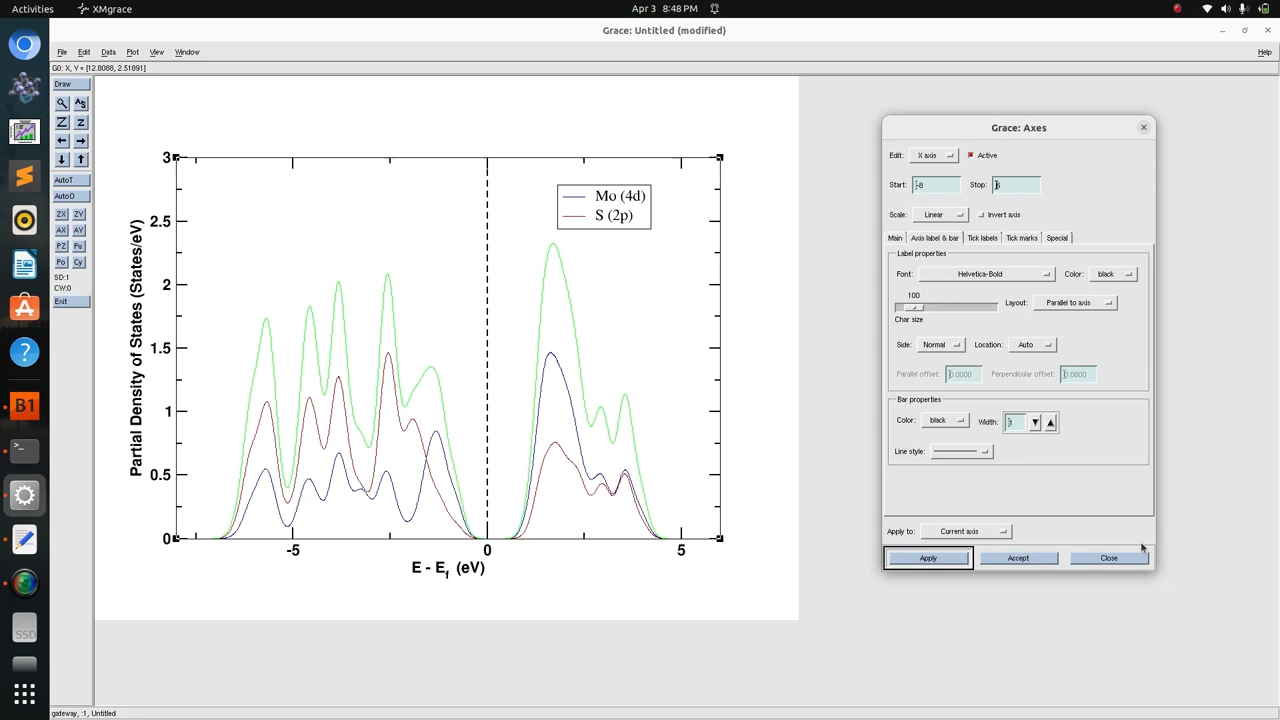 Activities
XMgrace
Apr 3 8:48 PM
Grace: Untitled (modified)
File Edit Data Plot View Window
Help
G0: X, Y = [12.8088, 2.51891]
Draw
AS
Z z
AutoT
AutoO
ZX ZY
AX AY
PZ Pu
Po Cy
SD:1
CW:0
Exit
B1
SSD
3
2.5
2
1.5
1
0.5
0
Partial Density of States (States/eV)
Mo (4d)
S (2p)
-5 0 5
E - Ef (eV)
Grace: Axes
Edit: X axis Active
Start: -8 Stop: 6
Scale: Linear Invert axis
Main Axis label & bar Tick labels Tick marks Special
Label properties
Font: Helvetica-Bold Color: black
100
Layout: Parallel to axis
Char size
Side: Normal Location: Auto
Parallel offset: 0.0000 Perpendicular offset: 0.0800
Bar properties
Color: black Width: 1
Line style:
Apply to: Current axis
Apply Accept Close
gateway, :1, Untitled